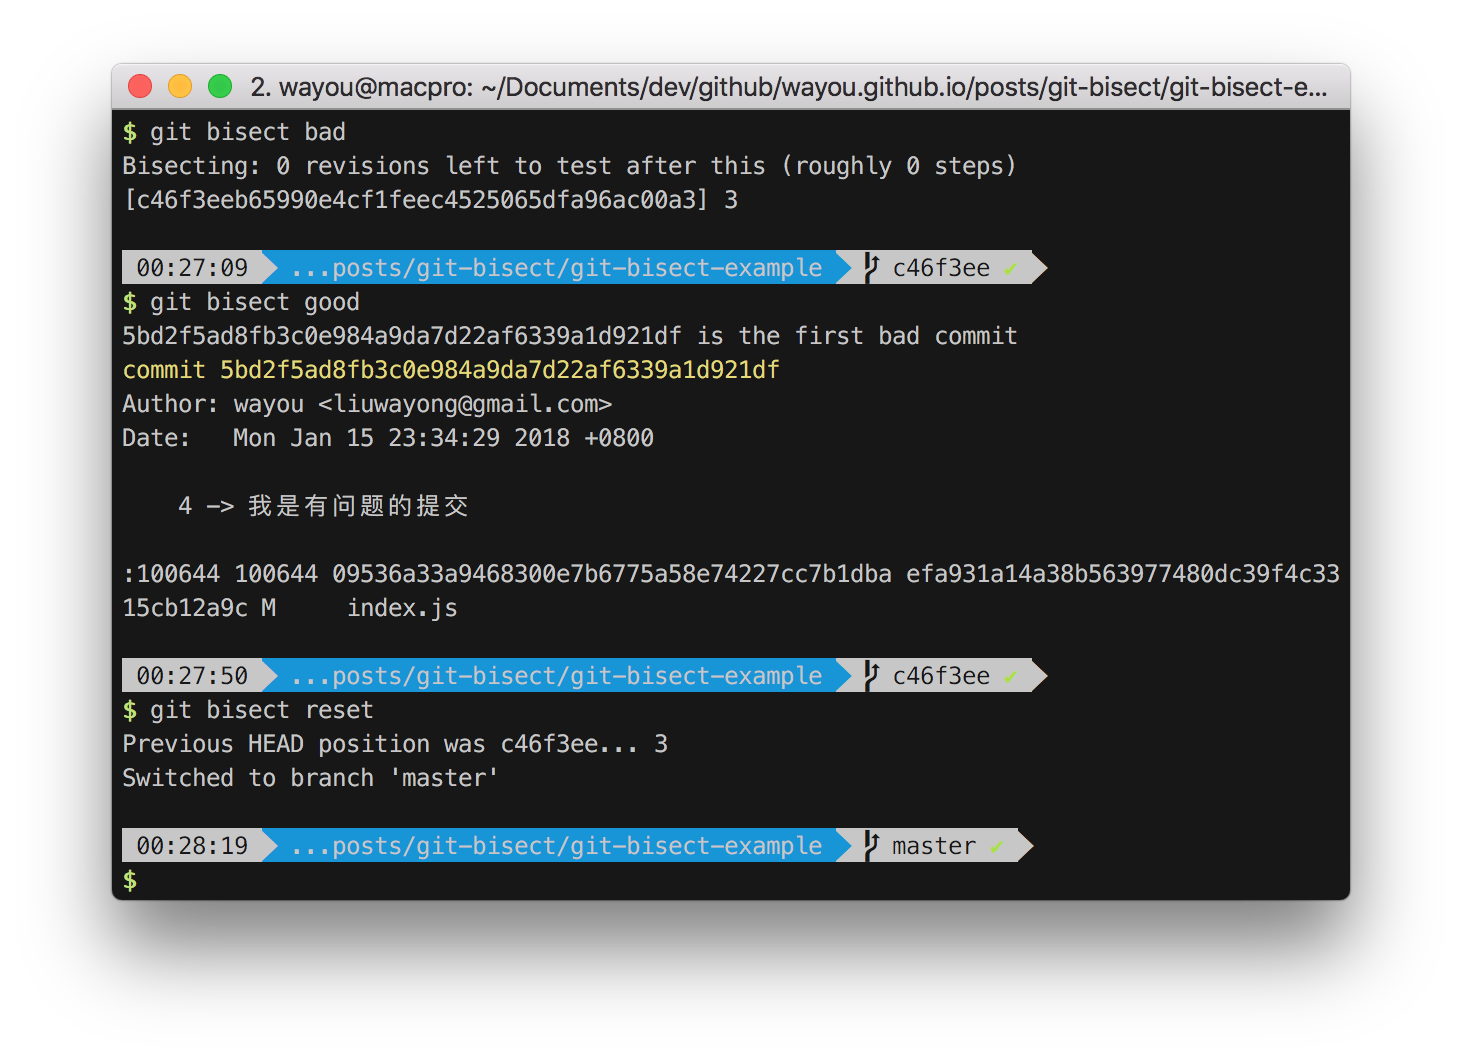 2. wayou@macpro: ~/Documents/dev/github/wayou.github.io/posts/git-bisect/git-bisect-e...
$ git bisect bad
Bisecting: 0 revisions left to test after this (roughly 0 steps)
[c46f3eeb65990e4cf1feec4525065dfa96ac00a3] 3
00:27:09 ...posts/git-bisect/git-bisect-example c46f3ee ✔
$ git bisect good
5bd2f5ad8fb3c0e984a9da7d22af6339a1d921df is the first bad commit
commit 5bd2f5ad8fb3c0e984a9da7d22af6339a1d921df
Author: wayou <liuwayong@gmail.com>
Date:   Mon Jan 15 23:34:29 2018 +0800
    4 -> 我是有问题的提交
:100644 100644 09536a33a9468300e7b6775a58e74227cc7b1dba efa931a14a38b563977480dc39f4c33
15cb12a9c M     index.js
00:27:50 ...posts/git-bisect/git-bisect-example c46f3ee ✔
$ git bisect reset
Previous HEAD position was c46f3ee... 3
Switched to branch 'master'
00:28:19 ...posts/git-bisect/git-bisect-example master ✔
$